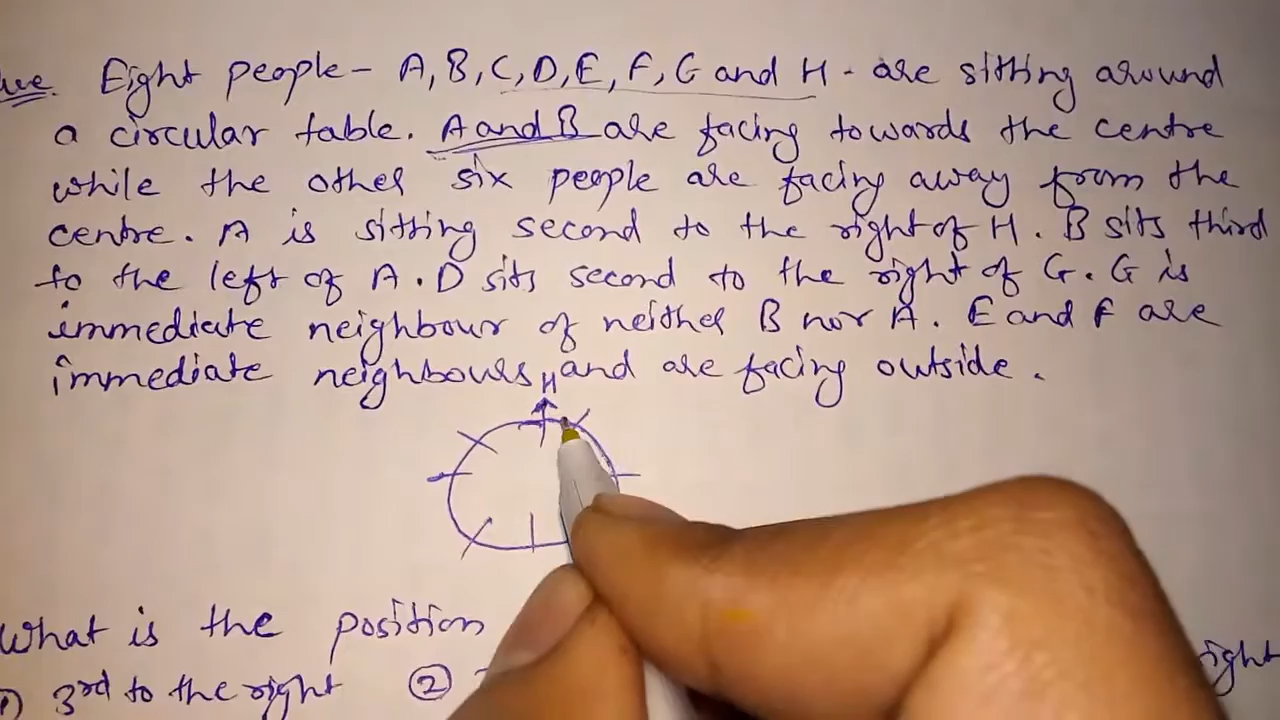 Que. Eight people - A, B, C, D, E, F, G and H - are sitting around
a circular table. A and B are facing towards the centre
while the other six people are facing away from the
centre. A is sitting second to the right of H. B sits third
to the left of A. D sits second to the right of G. G is
immediate neighbour of neither B nor A. E and F are
immediate neighbours, and are facing outside.
H
What is the position
1) 3rd to the right ②